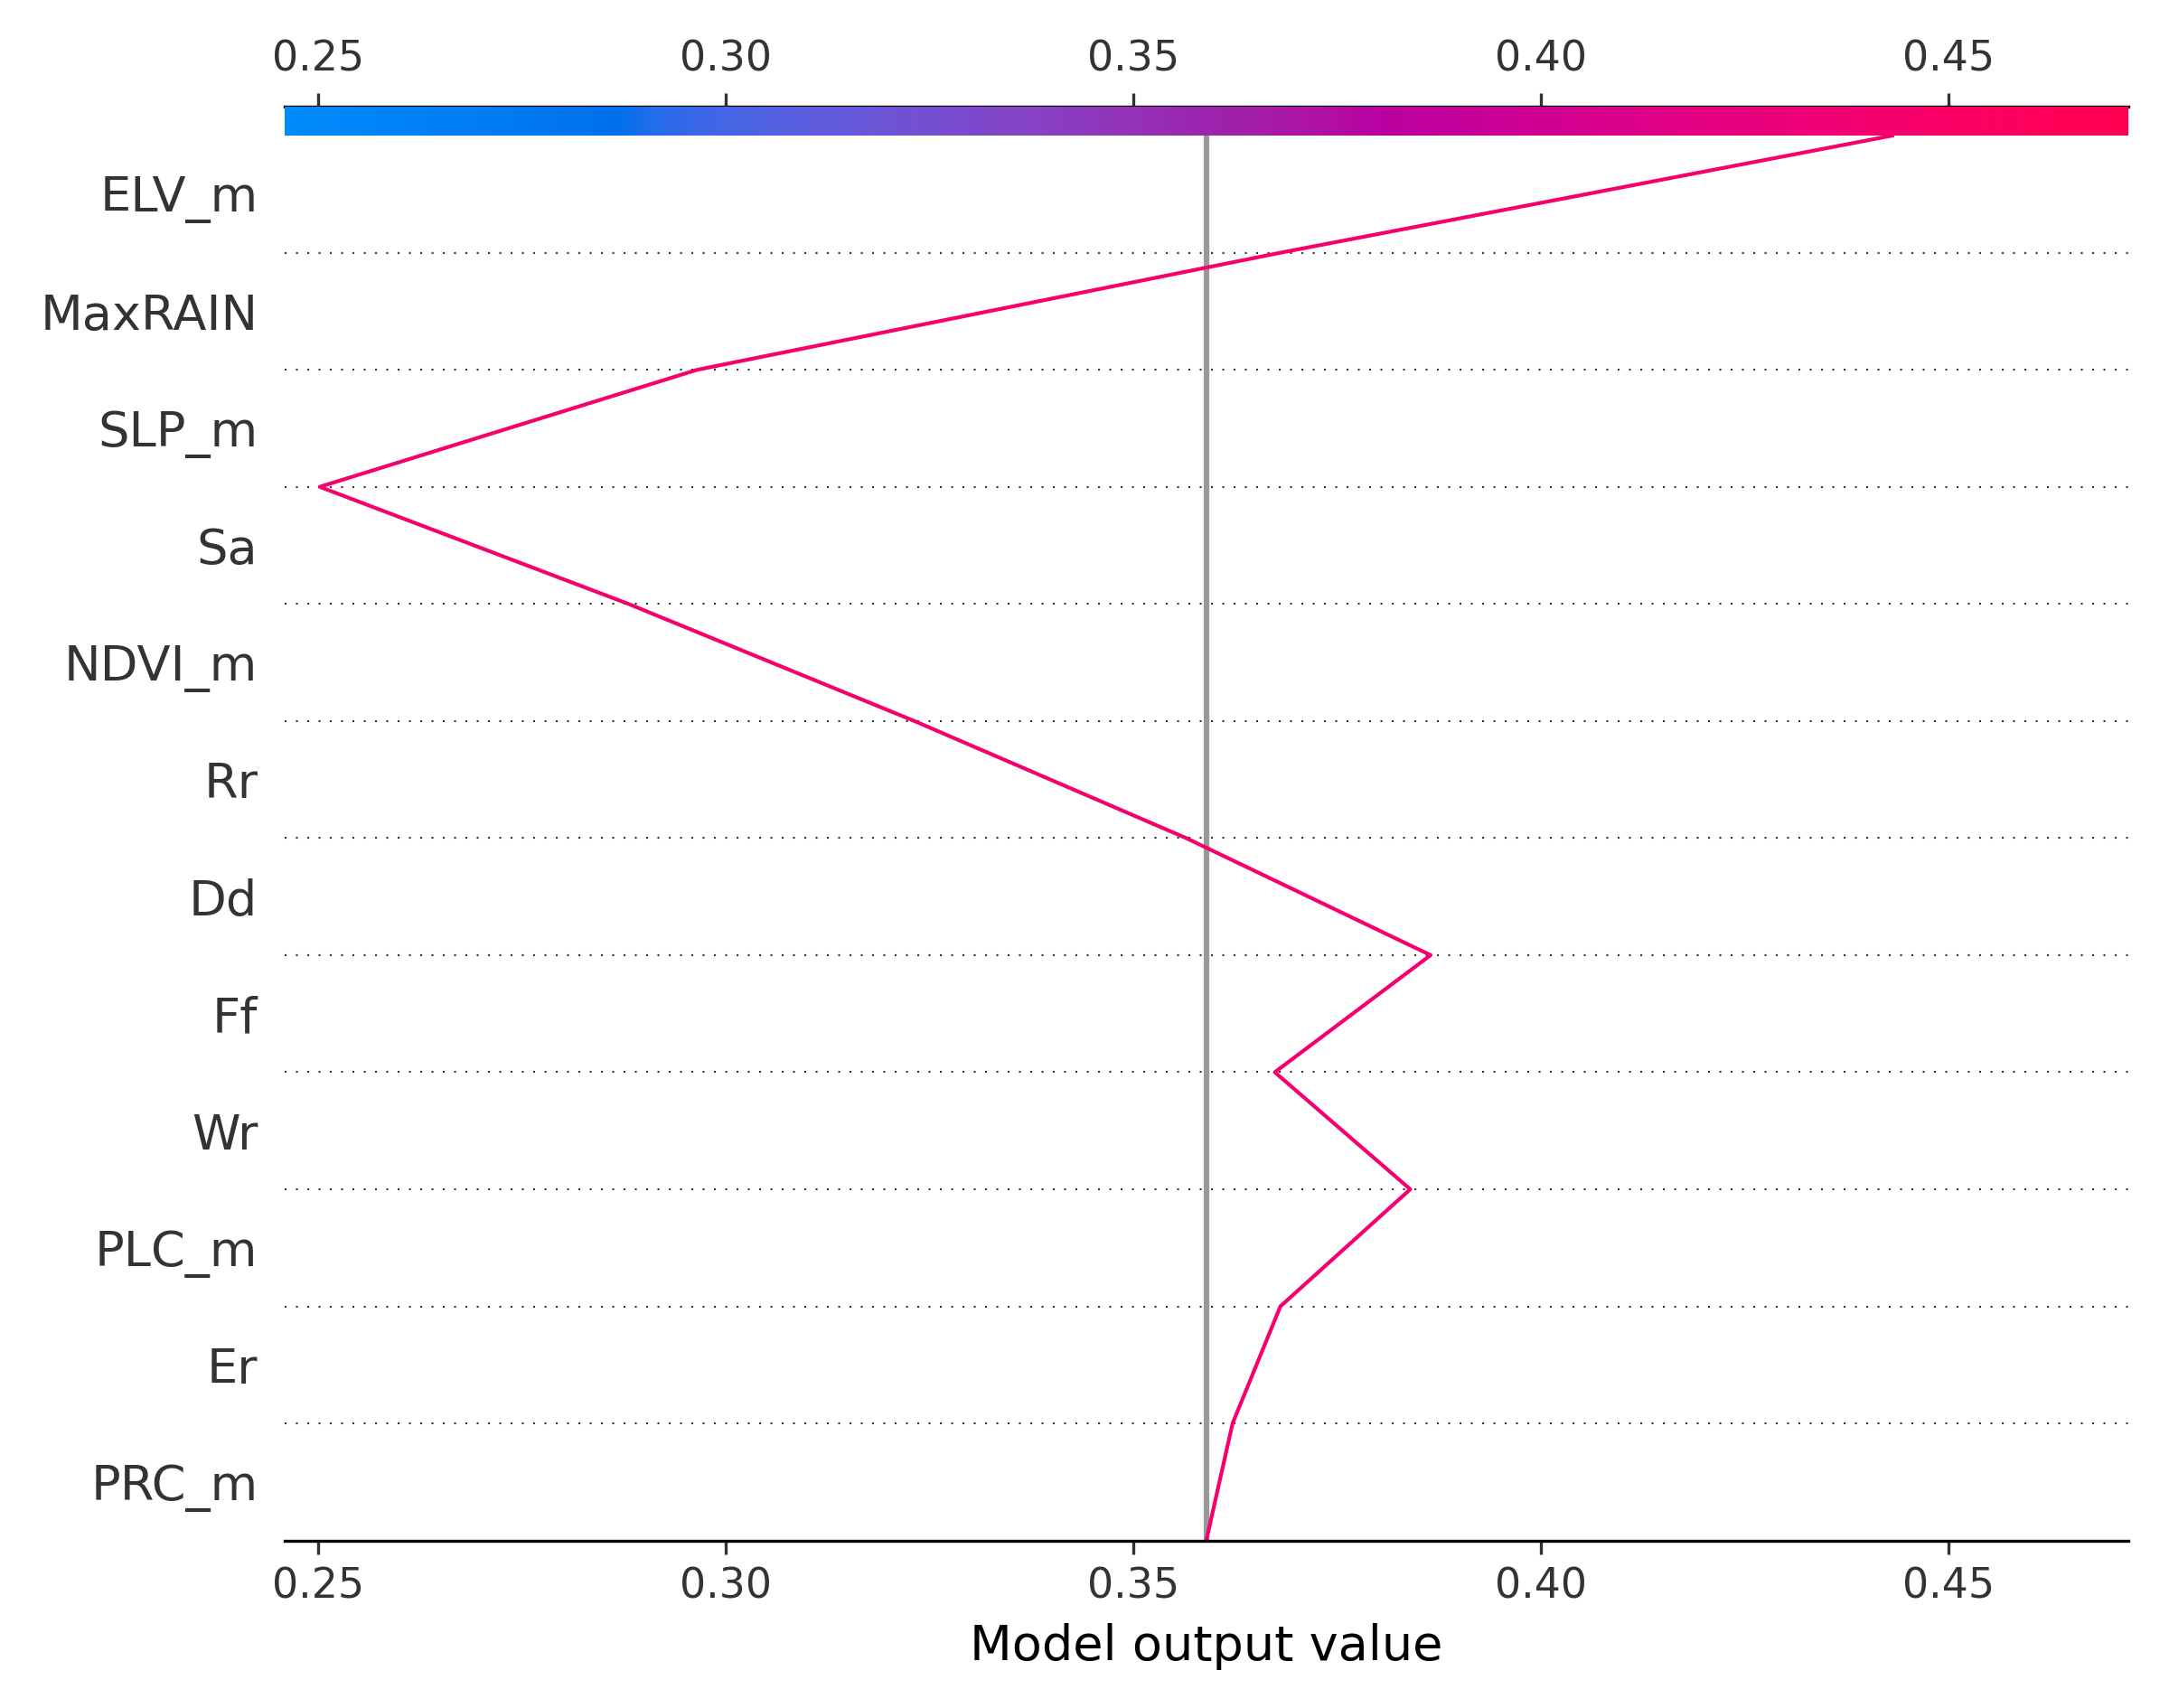 0.25 0.30 0.35 0.40 0.45
ELV_m
MaxRAIN
SLP_m
Sa
NDVI_m
Rr
Dd
Ff
Wr
PLC_m
Er
PRC_m
0.25 0.30 0.35 0.40 0.45
Model output value